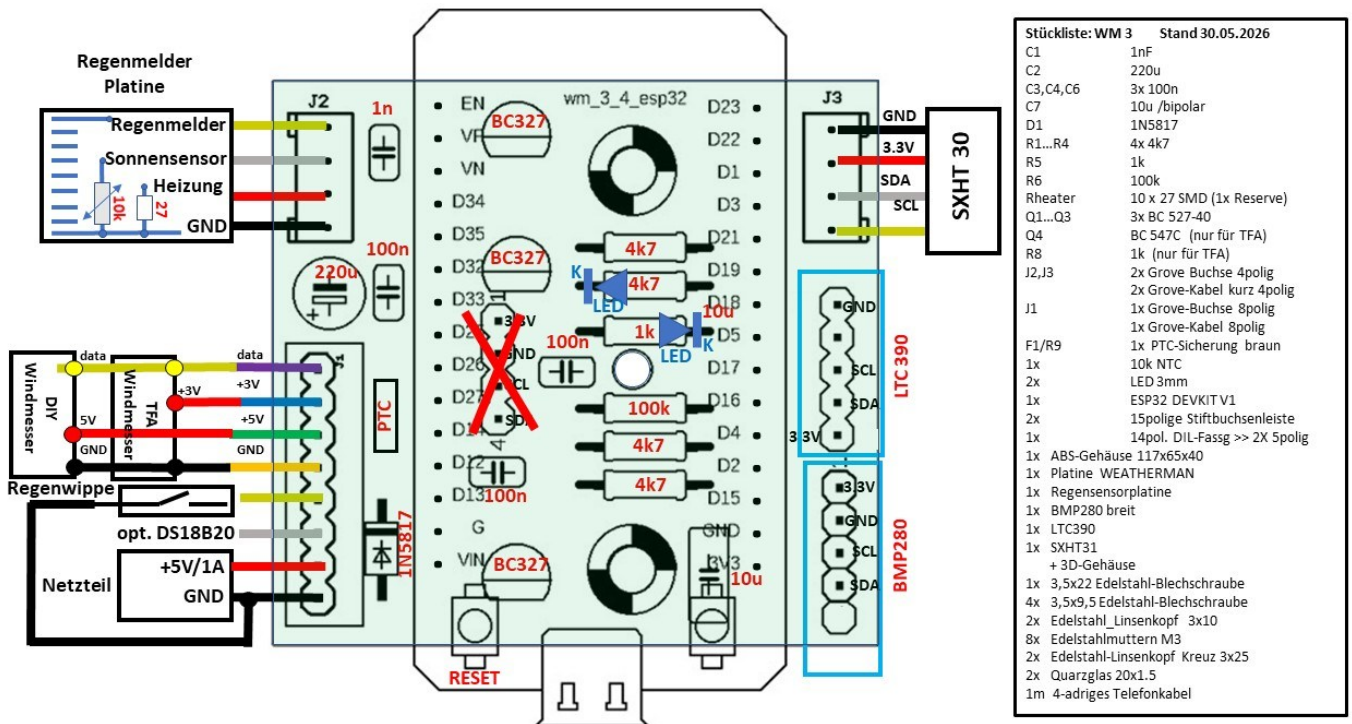 Regenmelder
Platine
Regenmelder
Sonnensensor
Heizung
GND
10k
27
J2
1n
EN
VP
VN
D34
D35
D32
D33
D25
D26
D27
D14
D12
D13
G
VIN
BC327
wm_3_4_esp32
D23
D22
D1
D3
D21
D19
D18
D5
D17
D16
D4
D2
D15
GND
3V3
J3
GND
3.3V
SDA
SCL
SXHT 30
100n
220u
+
BC327
4k7
K
4k7
LED
1k
10u
LED
K
1
3.3V
GND
SCL
SDA
4
100n
100k
4k7
4k7
100n
PTC
J1
1N5817
BC327
10u
RESET
GND
SCL
SDA
3.3V
LTC 390
1
3.3V
GND
SCL
SDA
BMP280
DIY
Windmesser
TFA
Windmesser
data
data
+3V
+3V
5V
+5V
GND
GND
Regenwippe
opt. DS18B20
Netzteil
+5V/1A
GND
Stückliste: WM 3 Stand 30.05.2026
C1 1nF
C2 220u
C3,C4,C6 3x 100n
C7 10u /bipolar
D1 1N5817
R1...R4 4x 4k7
R5 1k
R6 100k
Rheater 10 x 27 SMD (1x Reserve)
Q1...Q3 3x BC 527-40
Q4 BC 547C (nur für TFA)
R8 1k (nur für TFA)
J2,J3 2x Grove Buchse 4polig
2x Grove-Kabel kurz 4polig
J1 1x Grove-Buchse 8polig
1x Grove-Kabel 8polig
F1/R9 1x PTC-Sicherung braun
1x 10k NTC
2x LED 3mm
1x ESP32 DEVKIT V1
2x 15polige Stiftbuchsenleiste
1x 14pol. DIL-Fassg >> 2X 5polig
1x ABS-Gehäuse 117x65x40
1x Platine WEATHERMAN
1x Regensensorplatine
1x BMP280 breit
1x LTC390
1x SXHT31
+ 3D-Gehäuse
1x 3,5x22 Edelstahl-Blechschraube
4x 3,5x9,5 Edelstahl-Blechschraube
2x Edelstahl_Linsenkopf 3x10
8x Edelstahlmuttern M3
2x Edelstahl-Linsenkopf Kreuz 3x25
2x Quarzglas 20x1.5
1m 4-adriges Telefonkabel